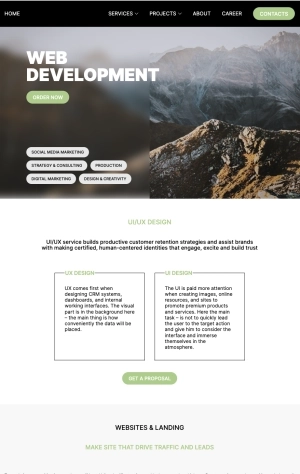 HOME SERVICES PROJECTS ABOUT CAREER CONTACTS
WEB
DEVELOPMENT
ORDER NOW
SOCIAL MEDIA MARKETING
STRATEGY & CONSULTING PRODUCTION
DIGITAL MARKETING DESIGN & CREATIVITY
UI/UX DESIGN
UI/UX service builds productive customer retention strategies and assist brands
with making certified, human-centered identities that engage, excite and build trust
UX DESIGN
UX comes first when
designing CRM systems,
dashboards, and internal
working interfaces. The visual
part is in the background here
– the main thing is how
conveniently the data will be
placed.
UI DESIGN
The UI is paid more attention
when creating images, online
resources, and sites to
promote premium products
and services. Here the main
task – is not to quickly lead
the user to the target action
and give him to consider the
interface and immerse
themselves in the
atmosphere.
GET A PROPOSAL
WEBSITES & LANDING
MAKE SITE THAT DRIVE TRAFFIC AND LEADS